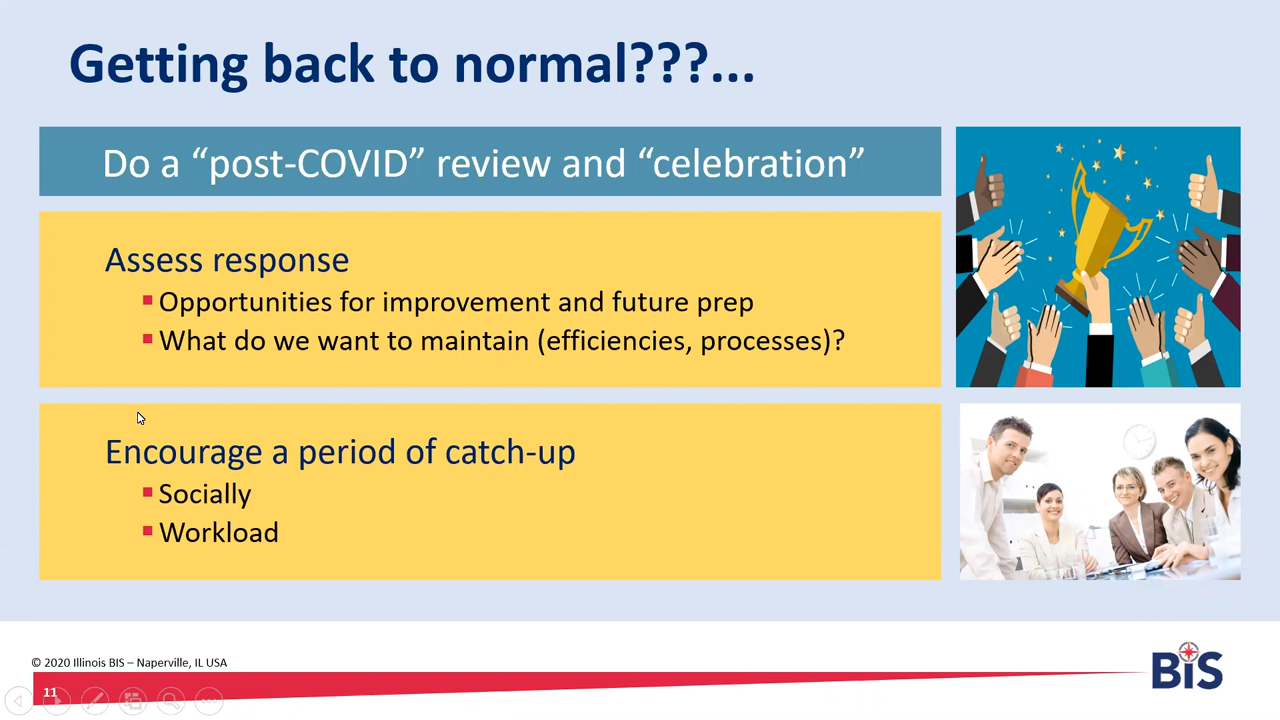 Getting back to normal???...
Do a “post-COVID” review and “celebration”
Assess response
Opportunities for improvement and future prep
What do we want to maintain (efficiencies, processes)?
Encourage a period of catch-up
Socially
Workload
© 2020 Illinois BIS – Naperville, IL USA
11
BiS